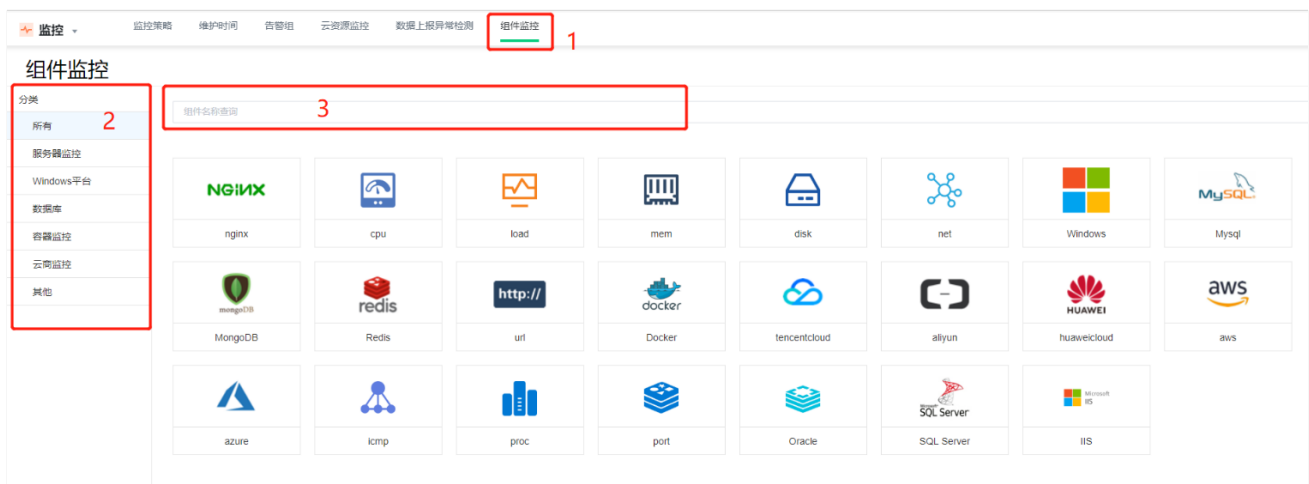 监控 监控策略 维护时间 告警组 云资源监控 数据上报异常检测 组件监控 1
组件监控
分类
所有 2
服务器监控
Windows平台
数据库
容器监控
云商监控
其他
组件名称查询 3
NGINX MySQL
nginx cpu load mem disk net Windows Mysql
mongoDB redis http:// docker HUAWEI aws
MongoDB Redis url Docker tencentcloud aliyun huaweicloud aws
Microsoft SQL Server Microsoft IIS
azure icmp proc port Oracle SQL Server IIS